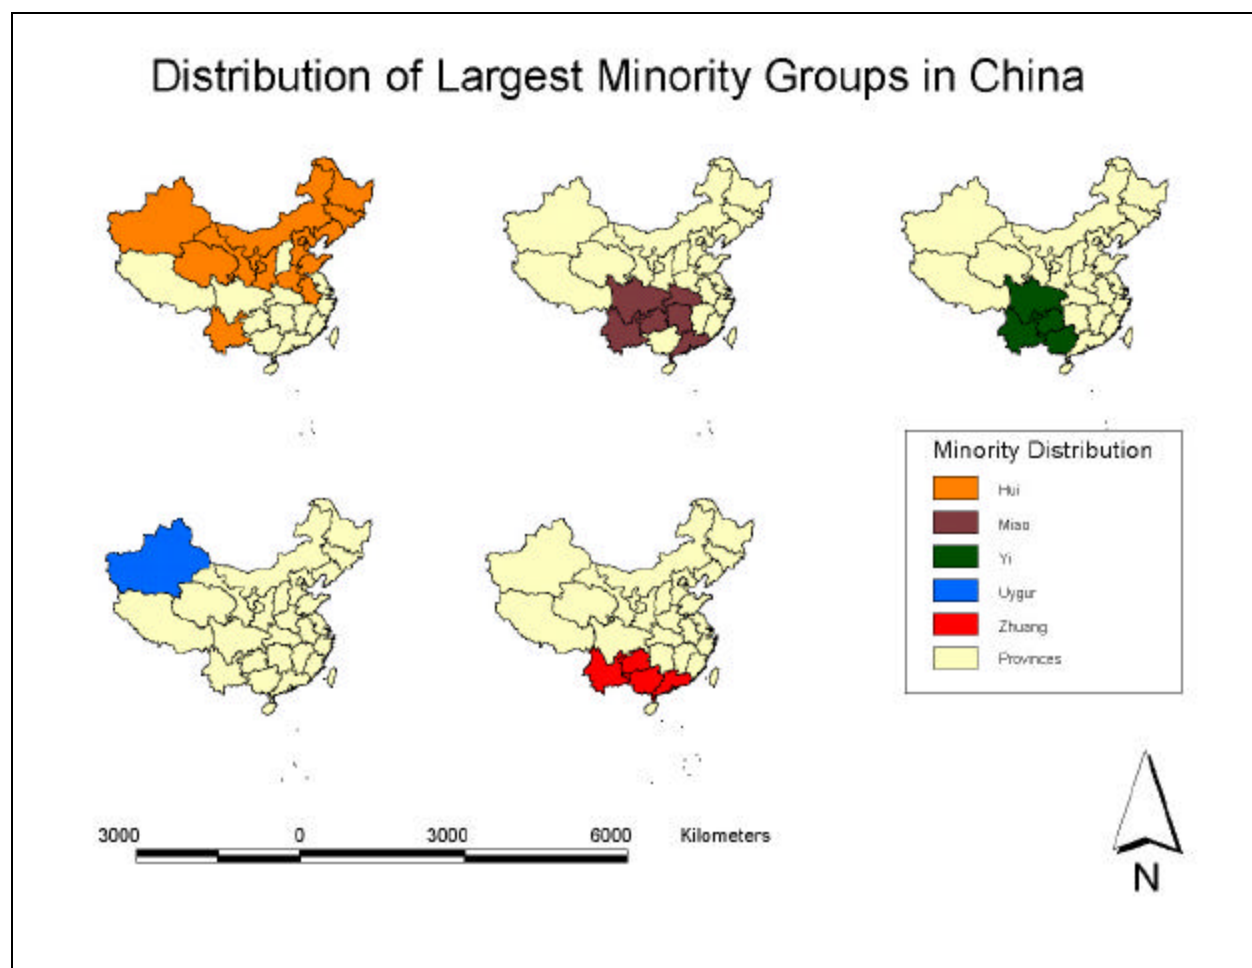 Distribution of Largest Minority Groups in China
Minority Distribution
Hui
Miao
Yi
Uygur
Zhuang
Provinces
3000 0 3000 6000 Kilometers
N